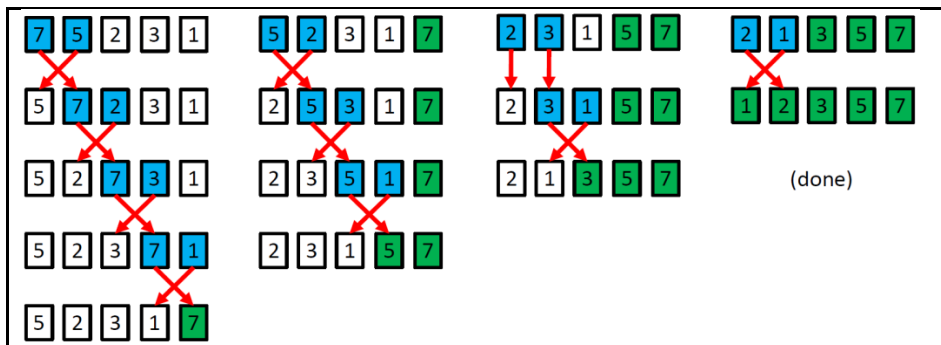 7 5 2 3 1
5 7 2 3 1
5 2 7 3 1
5 2 3 7 1
5 2 3 1 7
5 2 3 1 7
2 5 3 1 7
2 3 5 1 7
2 3 1 5 7
2 3 1 5 7
2 3 1 5 7
2 1 3 5 7
2 1 3 5 7
1 2 3 5 7
(done)